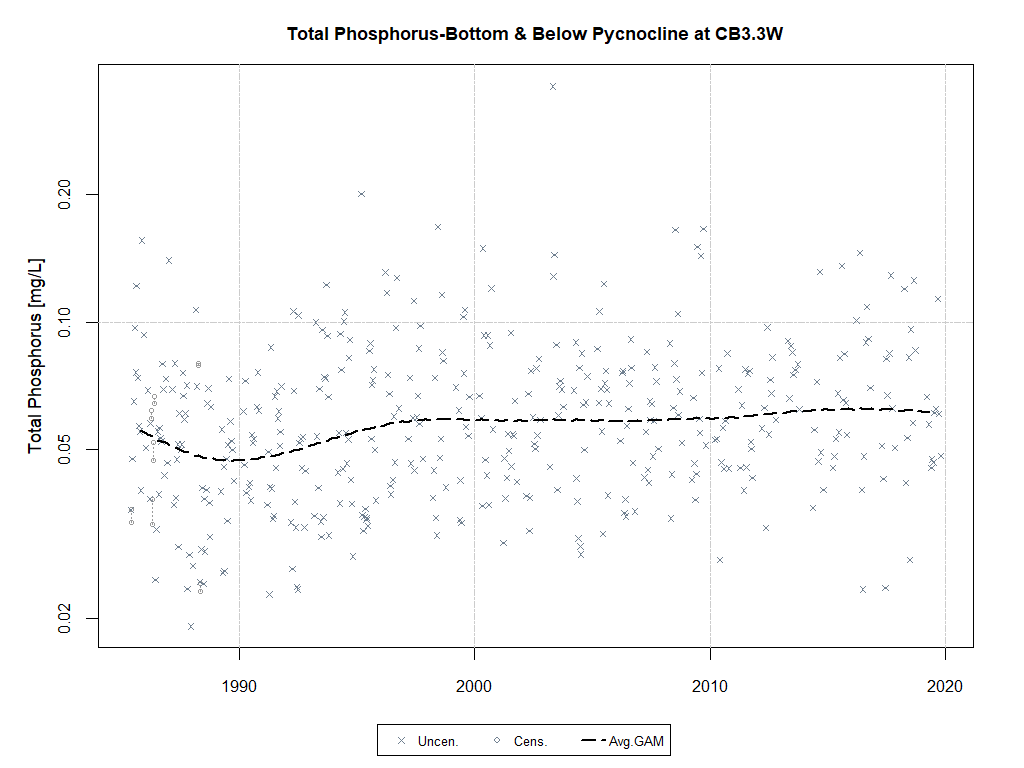 Total Phosphorus-Bottom & Below Pycnocline at CB3.3W
Total Phosphorus [mg/L]
0.20
0.10
0.05
0.02
1990 2000 2010 2020
Uncen. Cens. Avg.GAM